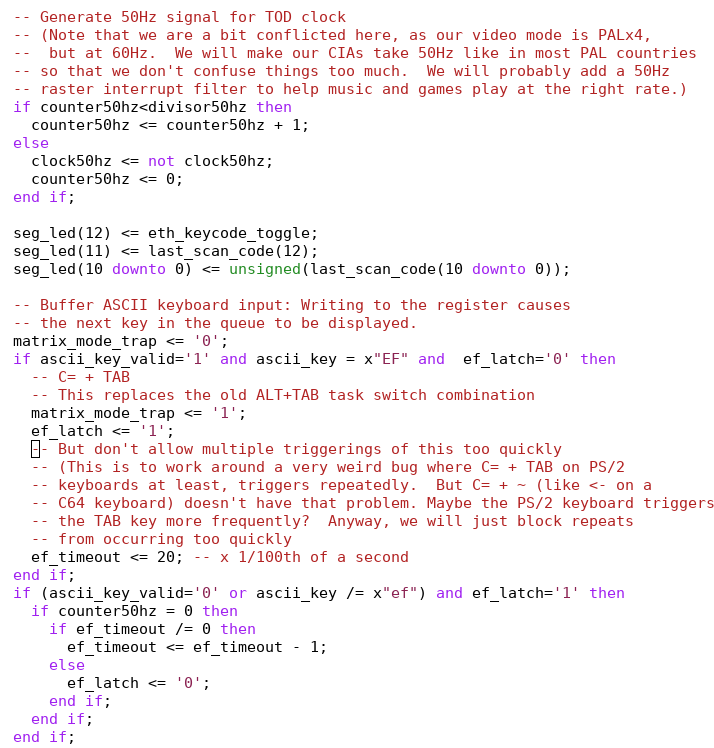 -- Generate 50Hz signal for TOD clock
-- (Note that we are a bit conflicted here, as our video mode is PALx4,
--  but at 60Hz.  We will make our CIAs take 50Hz like in most PAL countries
-- so that we don't confuse things too much.  We will probably add a 50Hz
-- raster interrupt filter to help music and games play at the right rate.)
if counter50hz<divisor50hz then
  counter50hz <= counter50hz + 1;
else
  clock50hz <= not clock50hz;
  counter50hz <= 0;
end if;

seg_led(12) <= eth_keycode_toggle;
seg_led(11) <= last_scan_code(12);
seg_led(10 downto 0) <= unsigned(last_scan_code(10 downto 0));

-- Buffer ASCII keyboard input: Writing to the register causes
-- the next key in the queue to be displayed.
matrix_mode_trap <= '0';
if ascii_key_valid='1' and ascii_key = x"EF" and  ef_latch='0' then
  -- C= + TAB
  -- This replaces the old ALT+TAB task switch combination
  matrix_mode_trap <= '1';
  ef_latch <= '1';
  -- But don't allow multiple triggerings of this too quickly
  -- (This is to work around a very weird bug where C= + TAB on PS/2
  -- keyboards at least, triggers repeatedly.  But C= + ~ (like <- on a
  -- C64 keyboard) doesn't have that problem. Maybe the PS/2 keyboard triggers
  -- the TAB key more frequently?  Anyway, we will just block repeats
  -- from occurring too quickly
  ef_timeout <= 20; -- x 1/100th of a second
end if;
if (ascii_key_valid='0' or ascii_key /= x"ef") and ef_latch='1' then
  if counter50hz = 0 then
    if ef_timeout /= 0 then
      ef_timeout <= ef_timeout - 1;
    else
      ef_latch <= '0';
    end if;
  end if;
end if;